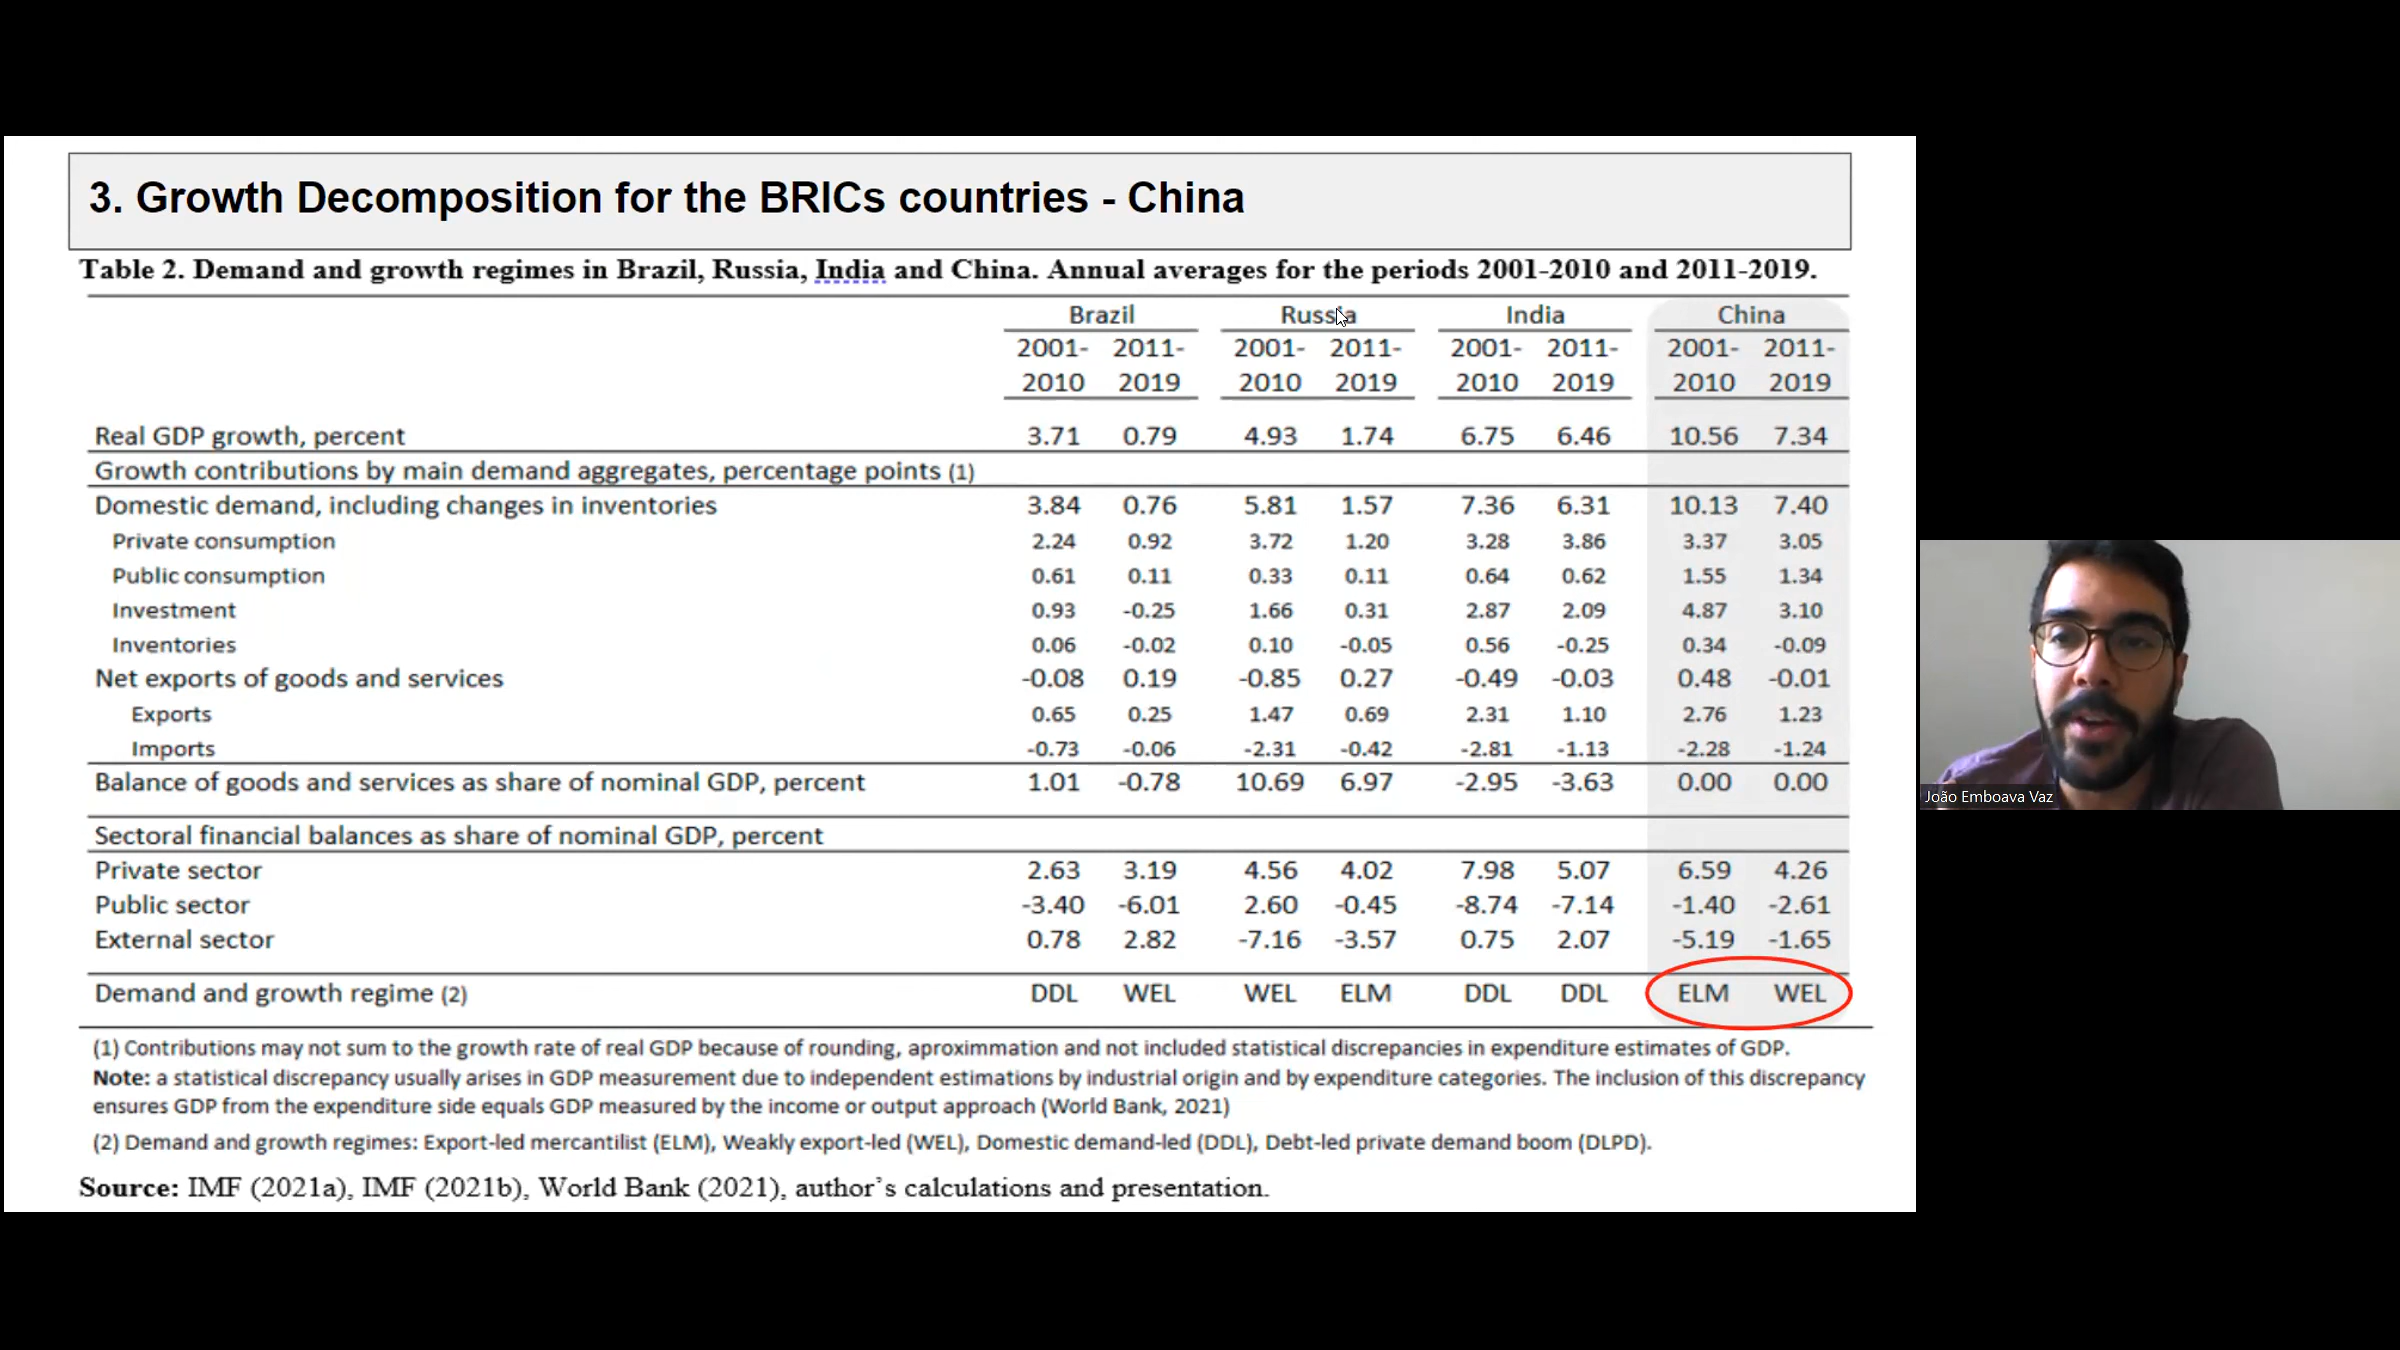 3. Growth Decomposition for the BRICs countries - China
Table 2. Demand and growth regimes in Brazil, Russia, India and China. Annual averages for the periods 2001-2010 and 2011-2019.
Brazil Russia India China
2001- 2011- 2001- 2011- 2001- 2011- 2001- 2011-
2010 2019 2010 2019 2010 2019 2010 2019
Real GDP growth, percent 3.71 0.79 4.93 1.74 6.75 6.46 10.56 7.34
Growth contributions by main demand aggregates, percentage points (1)
Domestic demand, including changes in inventories 3.84 0.76 5.81 1.57 7.36 6.31 10.13 7.40
Private consumption 2.24 0.92 3.72 1.20 3.28 3.86 3.37 3.05
Public consumption 0.61 0.11 0.33 0.11 0.64 0.62 1.55 1.34
Investment 0.93 -0.25 1.66 0.31 2.87 2.09 4.87 3.10
Inventories 0.06 -0.02 0.10 -0.05 0.56 -0.25 0.34 -0.09
Net exports of goods and services -0.08 0.19 -0.85 0.27 -0.49 -0.03 0.48 -0.01
Exports 0.65 0.25 1.47 0.69 2.31 1.10 2.76 1.23
Imports -0.73 -0.06 -2.31 -0.42 -2.81 -1.13 -2.28 -1.24
Balance of goods and services as share of nominal GDP, percent 1.01 -0.78 10.69 6.97 -2.95 -3.63 0.00 0.00
Sectoral financial balances as share of nominal GDP, percent
Private sector 2.63 3.19 4.56 4.02 7.98 5.07 6.59 4.26
Public sector -3.40 -6.01 2.60 -0.45 -8.74 -7.14 -1.40 -2.61
External sector 0.78 2.82 -7.16 -3.57 0.75 2.07 -5.19 -1.65
Demand and growth regime (2) DDL WEL WEL ELM DDL DDL ELM WEL
(1) Contributions may not sum to the growth rate of real GDP because of rounding, aproximmation and not included statistical discrepancies in expenditure estimates of GDP.
Note: a statistical discrepancy usually arises in GDP measurement due to independent estimations by industrial origin and by expenditure categories. The inclusion of this discrepancy
ensures GDP from the expenditure side equals GDP measured by the income or output approach (World Bank, 2021)
(2) Demand and growth regimes: Export-led mercantilist (ELM), Weakly export-led (WEL), Domestic demand-led (DDL), Debt-led private demand boom (DLPD).
Source: IMF (2021a), IMF (2021b), World Bank (2021), author's calculations and presentation.
João Emboava Vaz